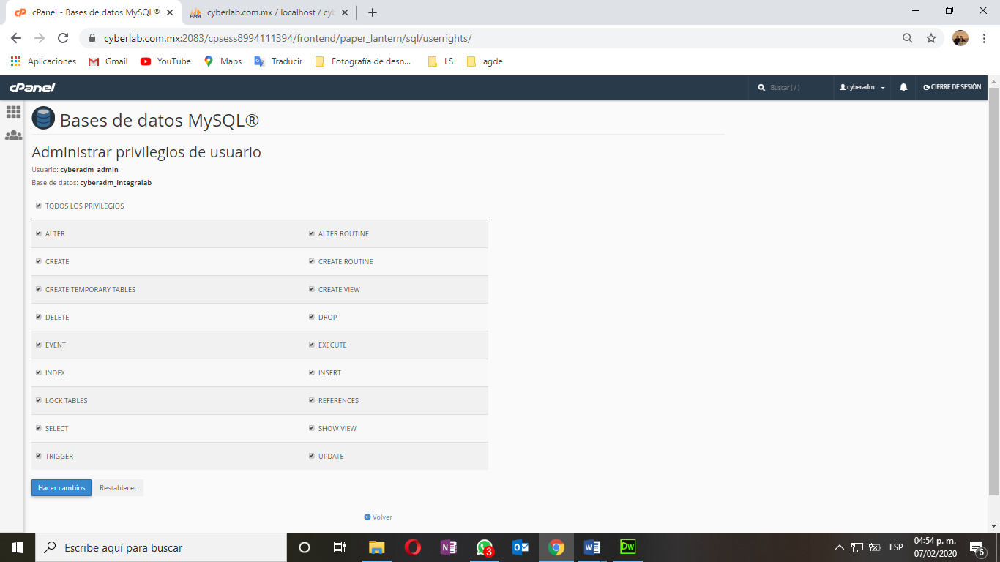 cPanel - Bases de datos MySQL®
cyberlab.com.mx / localhost / cyb
cyberlab.com.mx:2083/cpsess8994111394/frontend/paper_lantern/sql/userrights/
Aplicaciones
Gmail
YouTube
Maps
Traducir
Fotografía de desn...
LS
agde
cPanel
Buscar ( / )
cyberadm
CIERRE DE SESIÓN
Bases de datos MySQL®
Administrar privilegios de usuario
Usuario: cyberadm_admin
Base de datos: cyberadm_integralab
TODOS LOS PRIVILEGIOS
ALTER
ALTER ROUTINE
CREATE
CREATE ROUTINE
CREATE TEMPORARY TABLES
CREATE VIEW
DELETE
DROP
EVENT
EXECUTE
INDEX
INSERT
LOCK TABLES
REFERENCES
SELECT
SHOW VIEW
TRIGGER
UPDATE
Hacer cambios
Restablecer
Volver
Escribe aquí para buscar
3
Dw
ESP
04:54 p. m.
07/02/2020
6